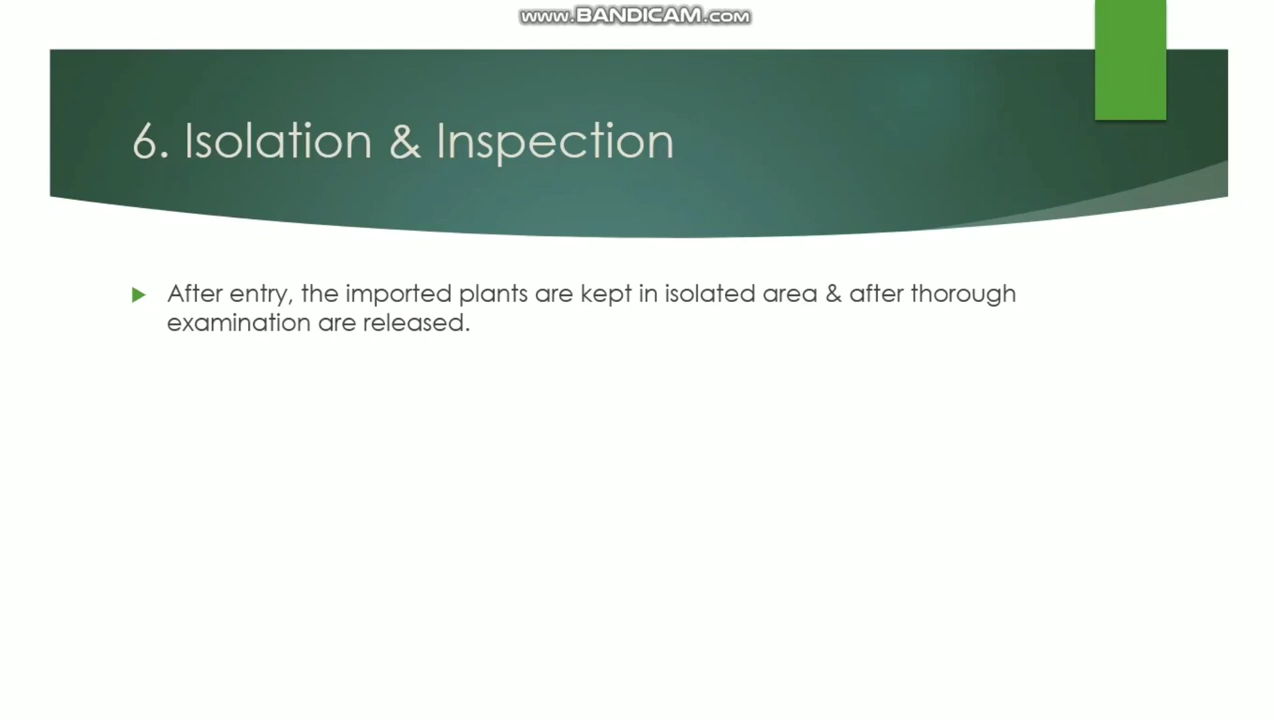 www.BANDICAM.com
6. Isolation & Inspection
After entry, the imported plants are kept in isolated area & after thorough
examination are released.